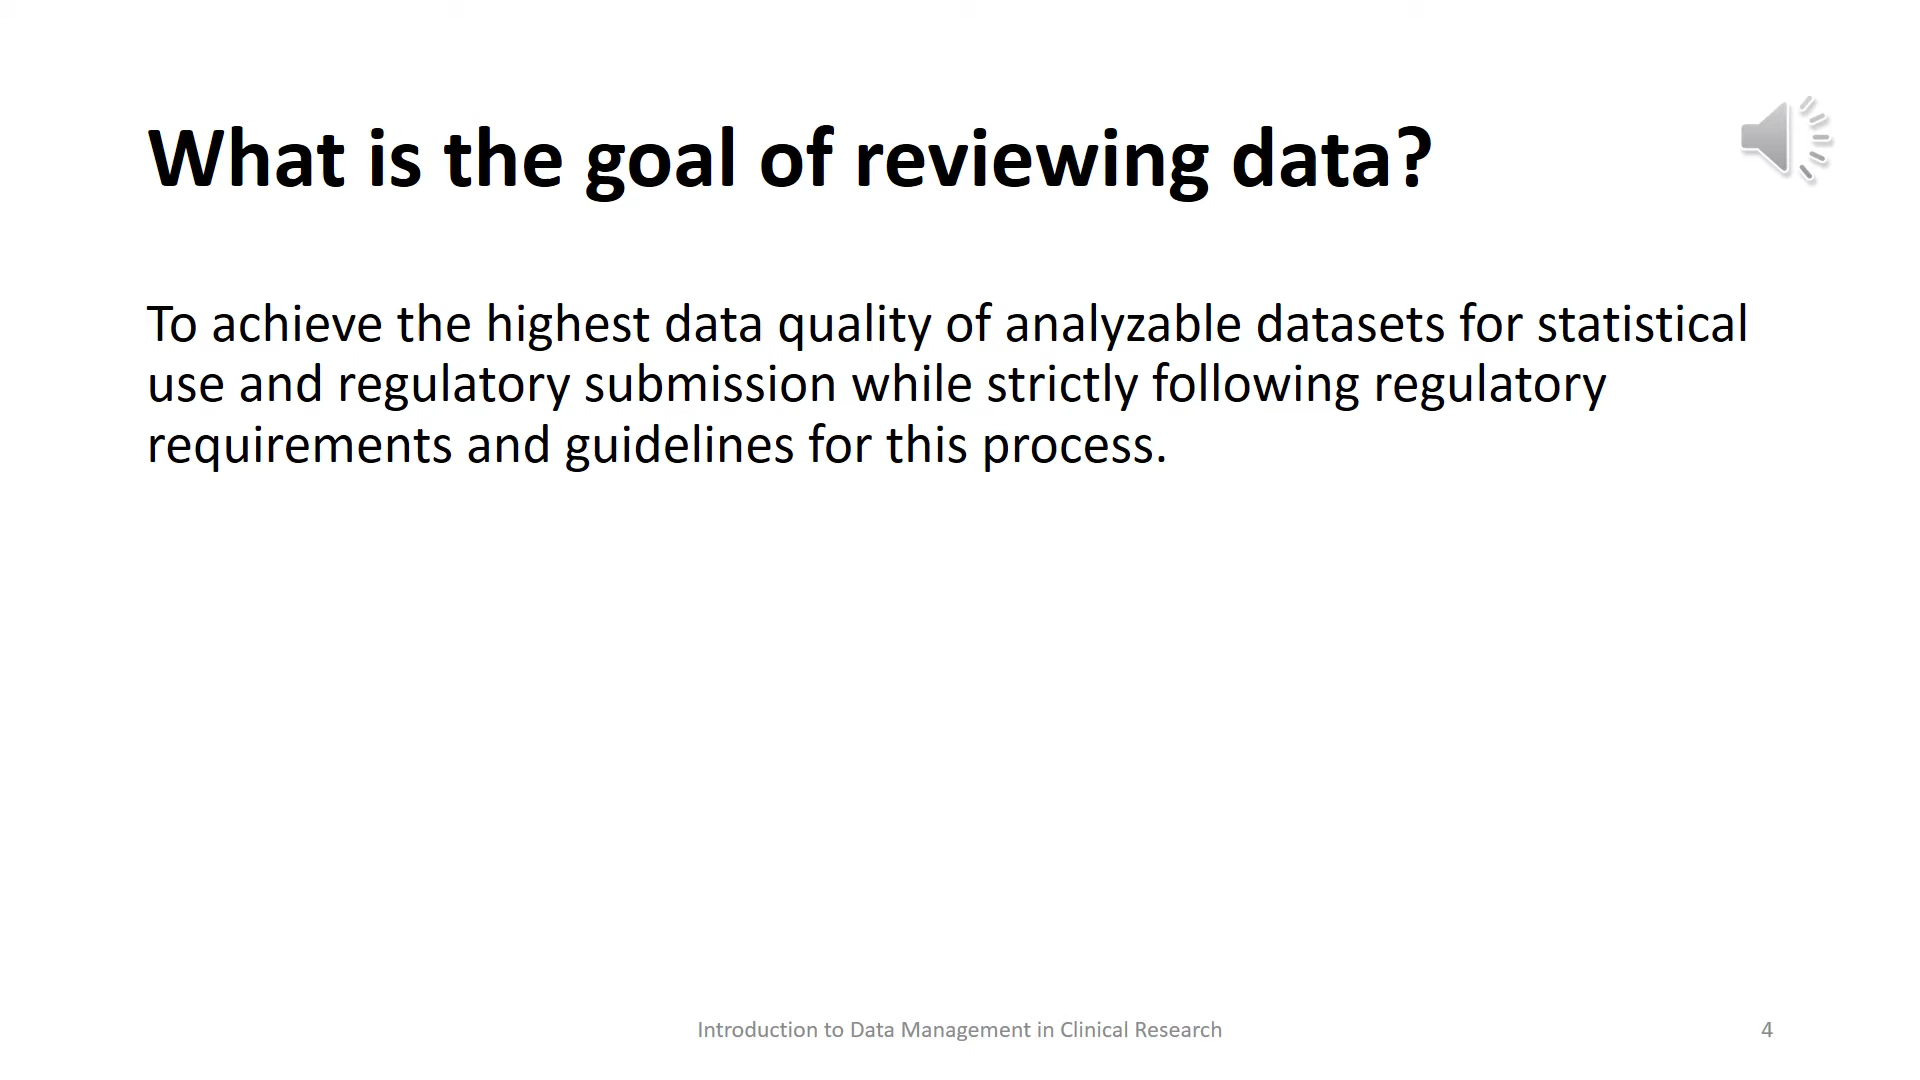 What is the goal of reviewing data?
To achieve the highest data quality of analyzable datasets for statistical
use and regulatory submission while strictly following regulatory
requirements and guidelines for this process.
Introduction to Data Management in Clinical Research
4